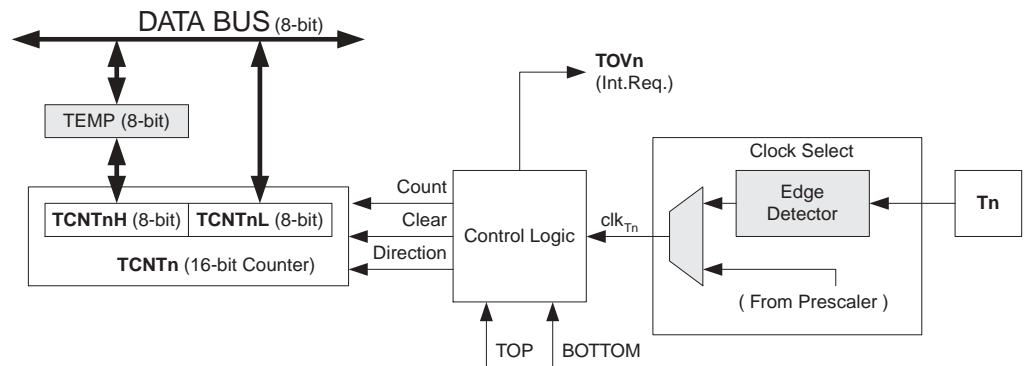 DATA BUS (8-bit)
TOVn
(Int.Req.)
TEMP (8-bit)
Clock Select
Count
Edge
Detector
Tn
TCNTnH (8-bit) TCNTnL (8-bit)
Clear
Control Logic
clkTn
TCNTn (16-bit Counter)
Direction
( From Prescaler )
TOP
BOTTOM